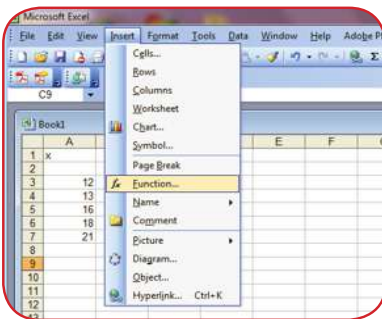 Microsoft Excel
File Edit View Insert Format Tools Data Window Help Adobe P
C9
Cells...
Rows
Columns
Worksheet
Chart...
Symbol...
Page Break
fx Function...
Name
Comment
Picture
Diagram...
Object...
Hyperlink... Ctrl+K
Book1
A E F
1 x
2
3 12
4 13
5 16
6 18
7 21
8
9
10
11
12